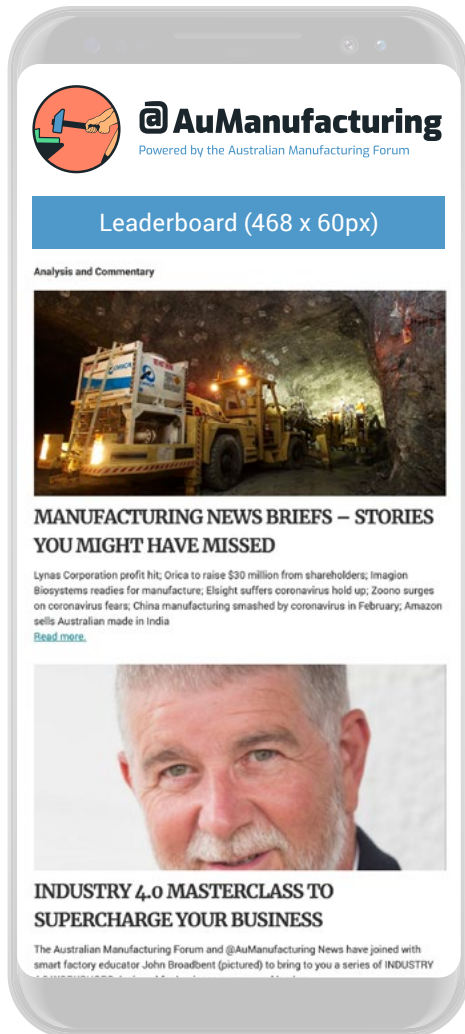 @AuManufacturing
Powered by the Australian Manufacturing Forum
Leaderboard (468 x 60px)
Analysis and Commentary
ORICA
MANUFACTURING NEWS BRIEFS – STORIES
YOU MIGHT HAVE MISSED
Lynas Corporation profit hit; Orica to raise $30 million from shareholders; Imagion
Biosystems readies for manufacture; Elsight suffers coronavirus hold up; Zoono surges
on coronavirus fears; China manufacturing smashed by coronavirus in February; Amazon
sells Australian made in India
Read more.
INDUSTRY 4.0 MASTERCLASS TO
SUPERCHARGE YOUR BUSINESS
The Australian Manufacturing Forum and @AuManufacturing News have joined with
smart factory educator John Broadbent (pictured) to bring to you a series of INDUSTRY